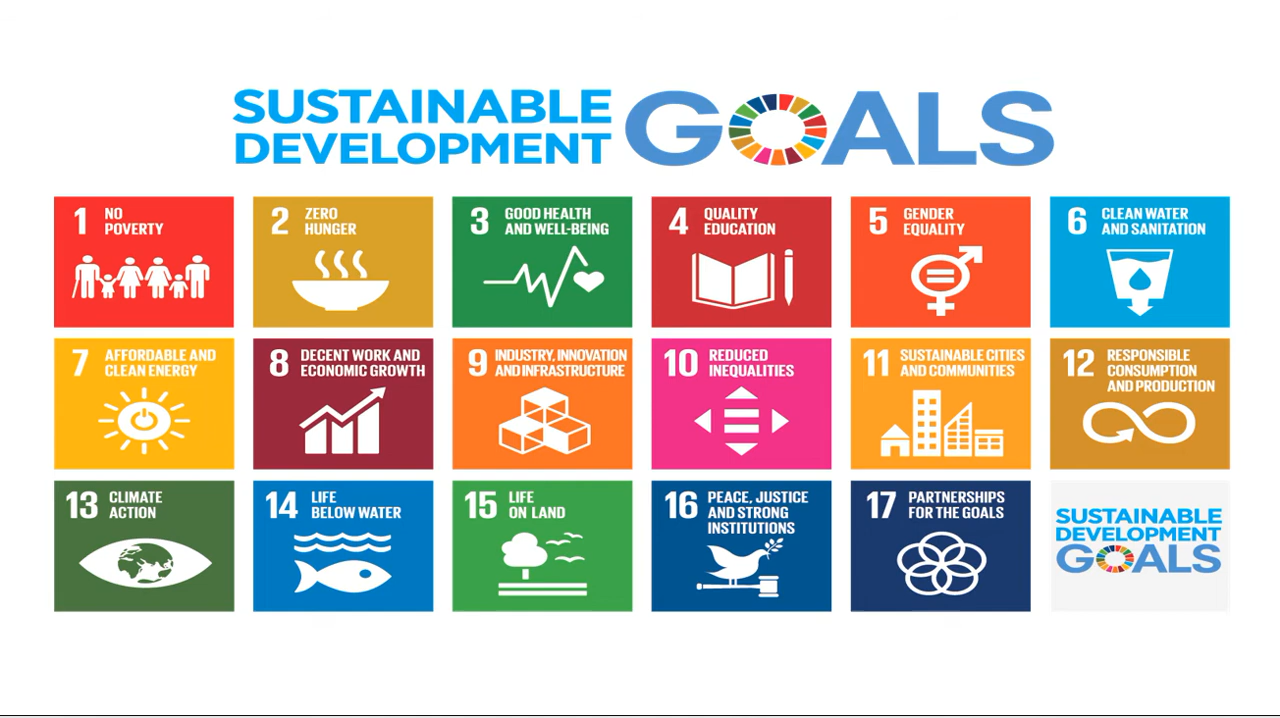 SUSTAINABLE
DEVELOPMENT
GOALS
1 NO
POVERTY
2 ZERO
HUNGER
3 GOOD HEALTH
AND WELL-BEING
4 QUALITY
EDUCATION
5 GENDER
EQUALITY
6 CLEAN WATER
AND SANITATION
7 AFFORDABLE AND
CLEAN ENERGY
8 DECENT WORK AND
ECONOMIC GROWTH
9 INDUSTRY, INNOVATION
AND INFRASTRUCTURE
10 REDUCED
INEQUALITIES
11 SUSTAINABLE CITIES
AND COMMUNITIES
12 RESPONSIBLE
CONSUMPTION
AND PRODUCTION
13 CLIMATE
ACTION
14 LIFE
BELOW WATER
15 LIFE
ON LAND
16 PEACE, JUSTICE
AND STRONG
INSTITUTIONS
17 PARTNERSHIPS
FOR THE GOALS
SUSTAINABLE
DEVELOPMENT
GOALS